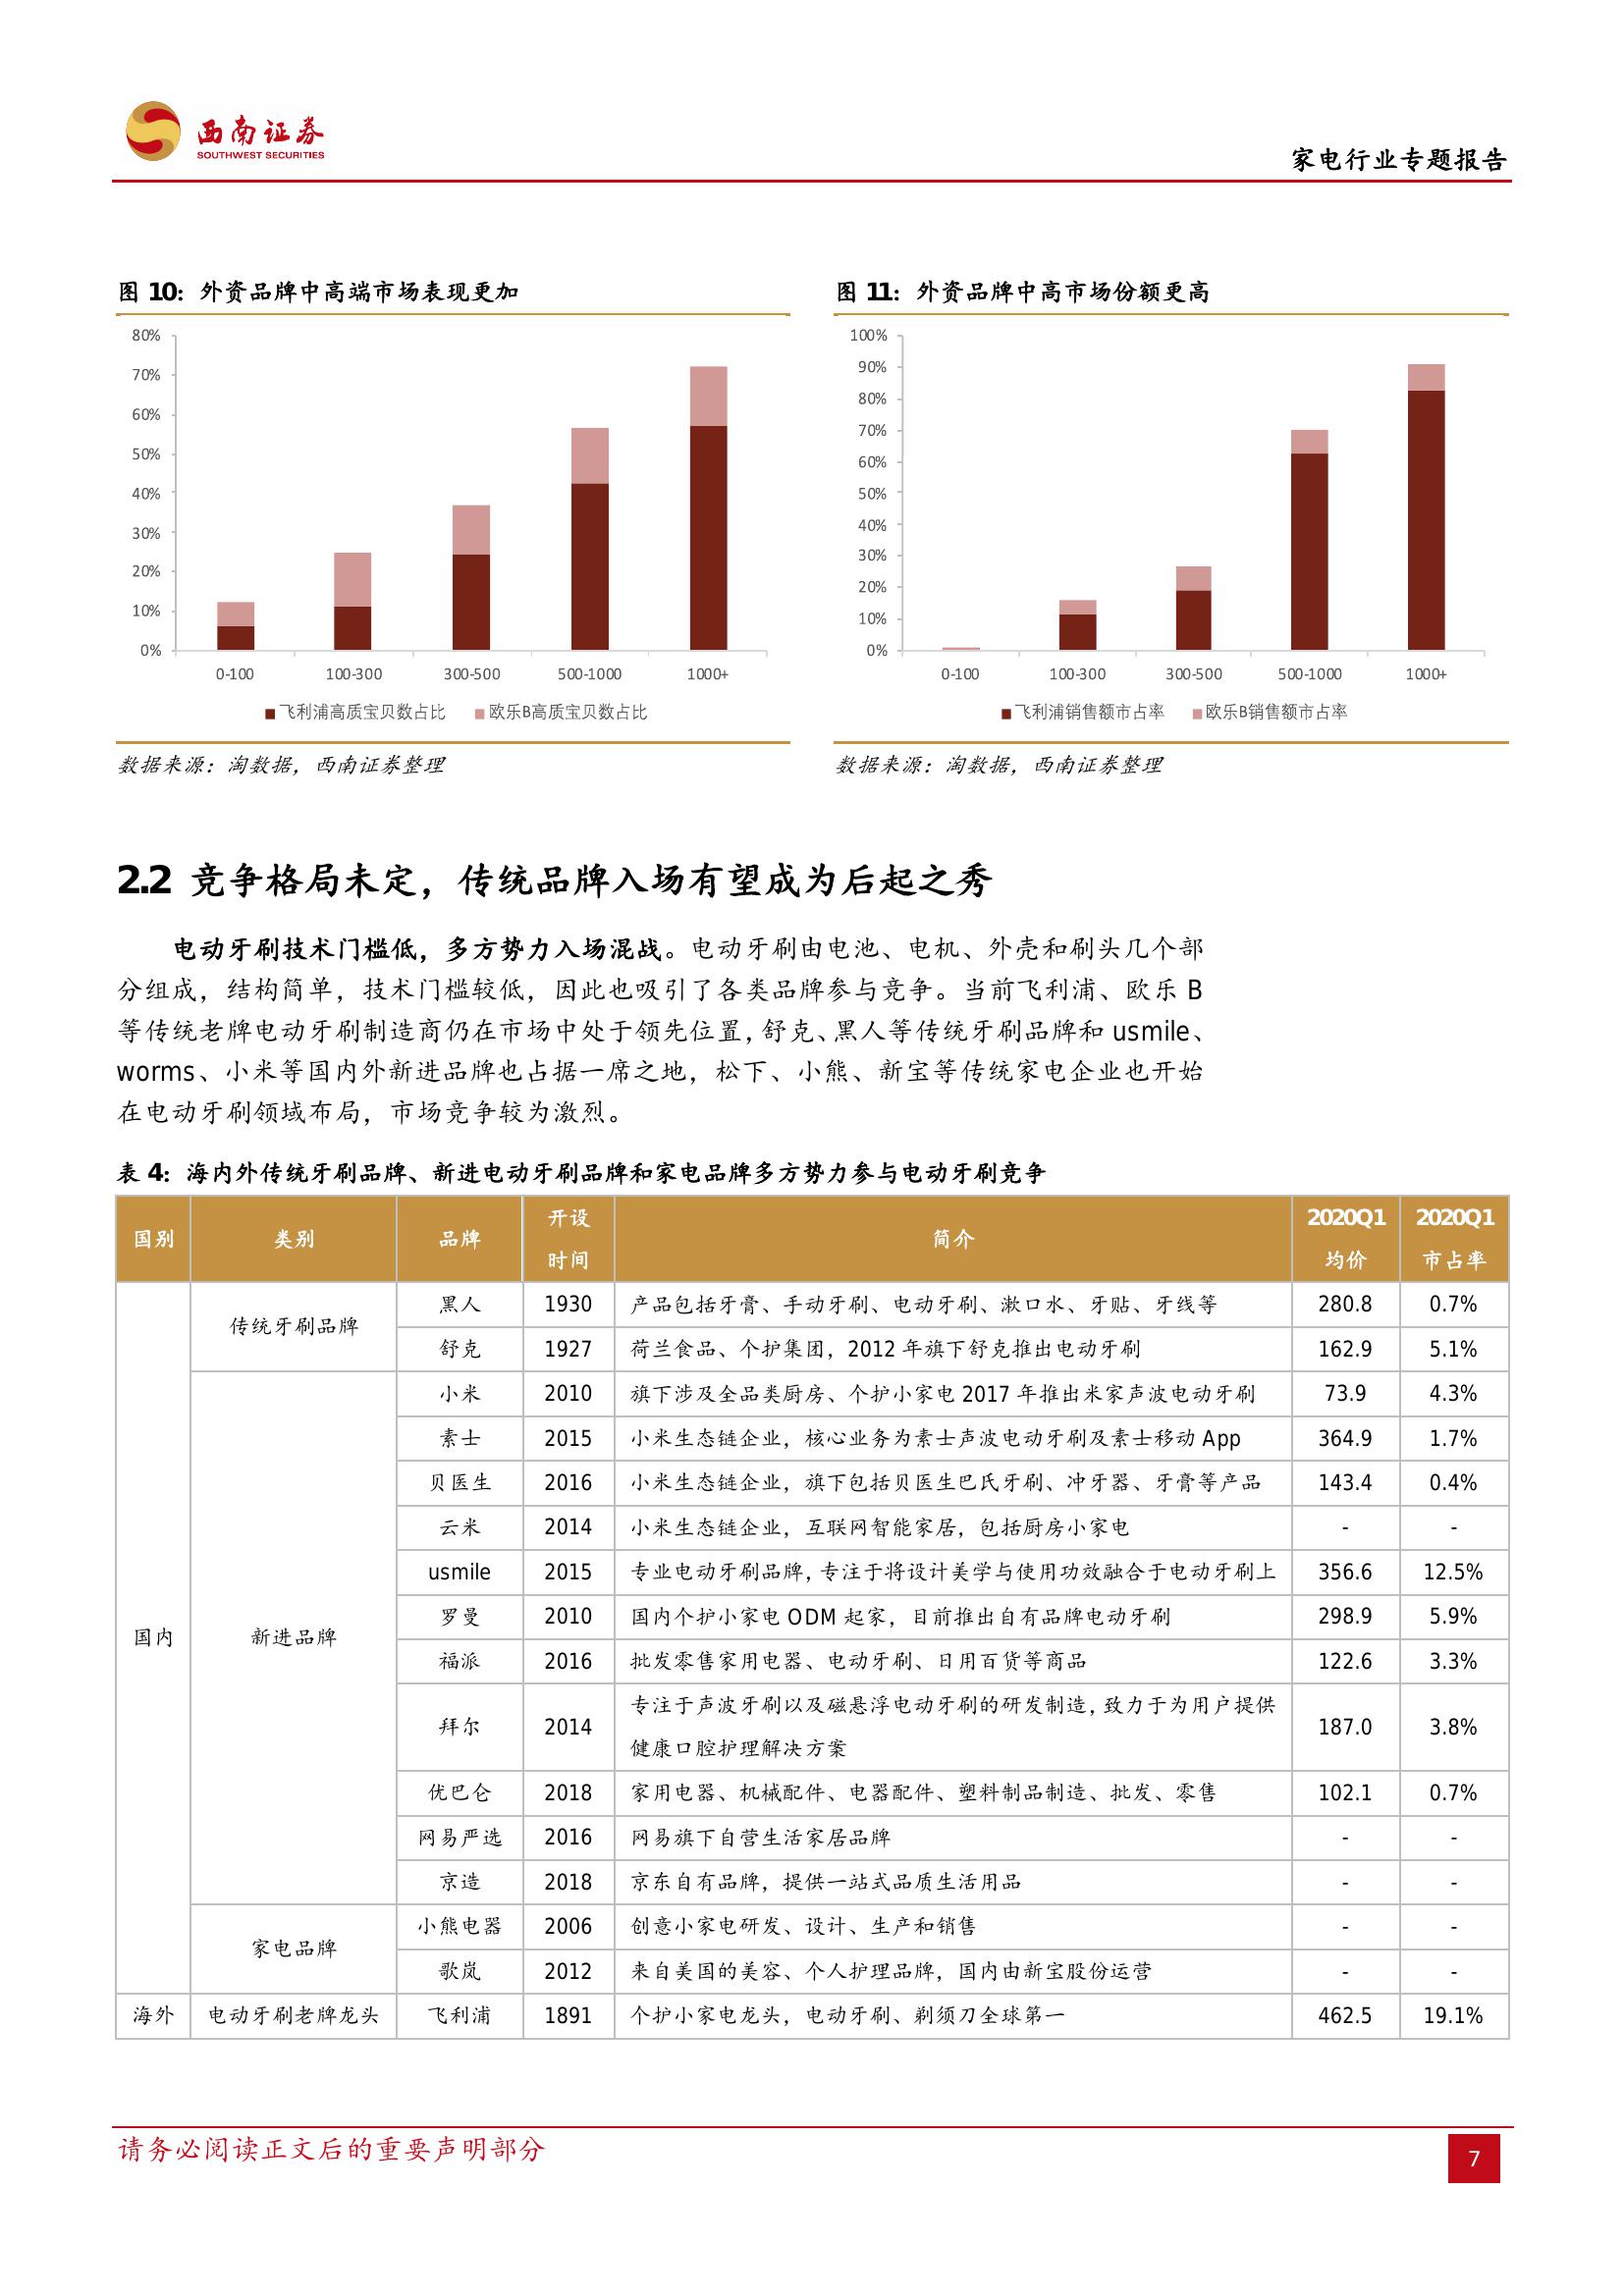 西南证券
SOUTHWEST SECURITIES
家电行业专题报告
图 10：外资品牌中高端市场表现更加
80%
70%
60%
50%
40%
30%
20%
10%
0%
0-100 100-300 300-500 500-1000 1000+
飞利浦高质宝贝数占比 欧乐B高质宝贝数占比
数据来源：淘数据，西南证券整理
图 11：外资品牌中高市场份额更高
100%
90%
80%
70%
60%
50%
40%
30%
20%
10%
0%
0-100 100-300 300-500 500-1000 1000+
飞利浦销售额市占率 欧乐B销售额市占率
数据来源：淘数据，西南证券整理
2.2 竞争格局未定，传统品牌入场有望成为后起之秀
电动牙刷技术门槛低，多方势力入场混战。电动牙刷由电池、电机、外壳和刷头几个部
分组成，结构简单，技术门槛较低，因此也吸引了各类品牌参与竞争。当前飞利浦、欧乐 B
等传统老牌电动牙刷制造商仍在市场中处于领先位置，舒克、黑人等传统牙刷品牌和 usmile、
worms、小米等国内外新进品牌也占据一席之地，松下、小熊、新宝等传统家电企业也开始
在电动牙刷领域布局，市场竞争较为激烈。
表 4：海内外传统牙刷品牌、新进电动牙刷品牌和家电品牌多方势力参与电动牙刷竞争
国别 类别 品牌 开设时间 简介 2020Q1均价 2020Q1市占率
国内 传统牙刷品牌 黑人 1930 产品包括牙膏、手动牙刷、电动牙刷、漱口水、牙贴、牙线等 280.8 0.7%
舒克 1927 荷兰食品、个护集团，2012 年旗下舒克推出电动牙刷 162.9 5.1%
新进品牌 小米 2010 旗下涉及全品类厨房、个护小家电 2017 年推出米家声波电动牙刷 73.9 4.3%
素士 2015 小米生态链企业，核心业务为素士声波电动牙刷及素士移动 App 364.9 1.7%
贝医生 2016 小米生态链企业，旗下包括贝医生巴氏牙刷、冲牙器、牙膏等产品 143.4 0.4%
云米 2014 小米生态链企业，互联网智能家居，包括厨房小家电 - -
usmile 2015 专业电动牙刷品牌，专注于将设计美学与使用功效融合于电动牙刷上 356.6 12.5%
罗曼 2010 国内个护小家电 ODM 起家，目前推出自有品牌电动牙刷 298.9 5.9%
福派 2016 批发零售家用电器、电动牙刷、日用百货等商品 122.6 3.3%
拜尔 2014 专注于声波牙刷以及磁悬浮电动牙刷的研发制造，致力于为用户提供
健康口腔护理解决方案 187.0 3.8%
优巴仑 2018 家用电器、机械配件、电器配件、塑料制品制造、批发、零售 102.1 0.7%
网易严选 2016 网易旗下自营生活家居品牌 - -
京造 2018 京东自有品牌，提供一站式品质生活用品 - -
家电品牌 小熊电器 2006 创意小家电研发、设计、生产和销售 - -
歌岚 2012 来自美国的美容、个人护理品牌，国内由新宝股份运营 - -
海外 电动牙刷老牌龙头 飞利浦 1891 个护小家电龙头，电动牙刷、剃须刀全球第一 462.5 19.1%
请务必阅读正文后的重要声明部分
7